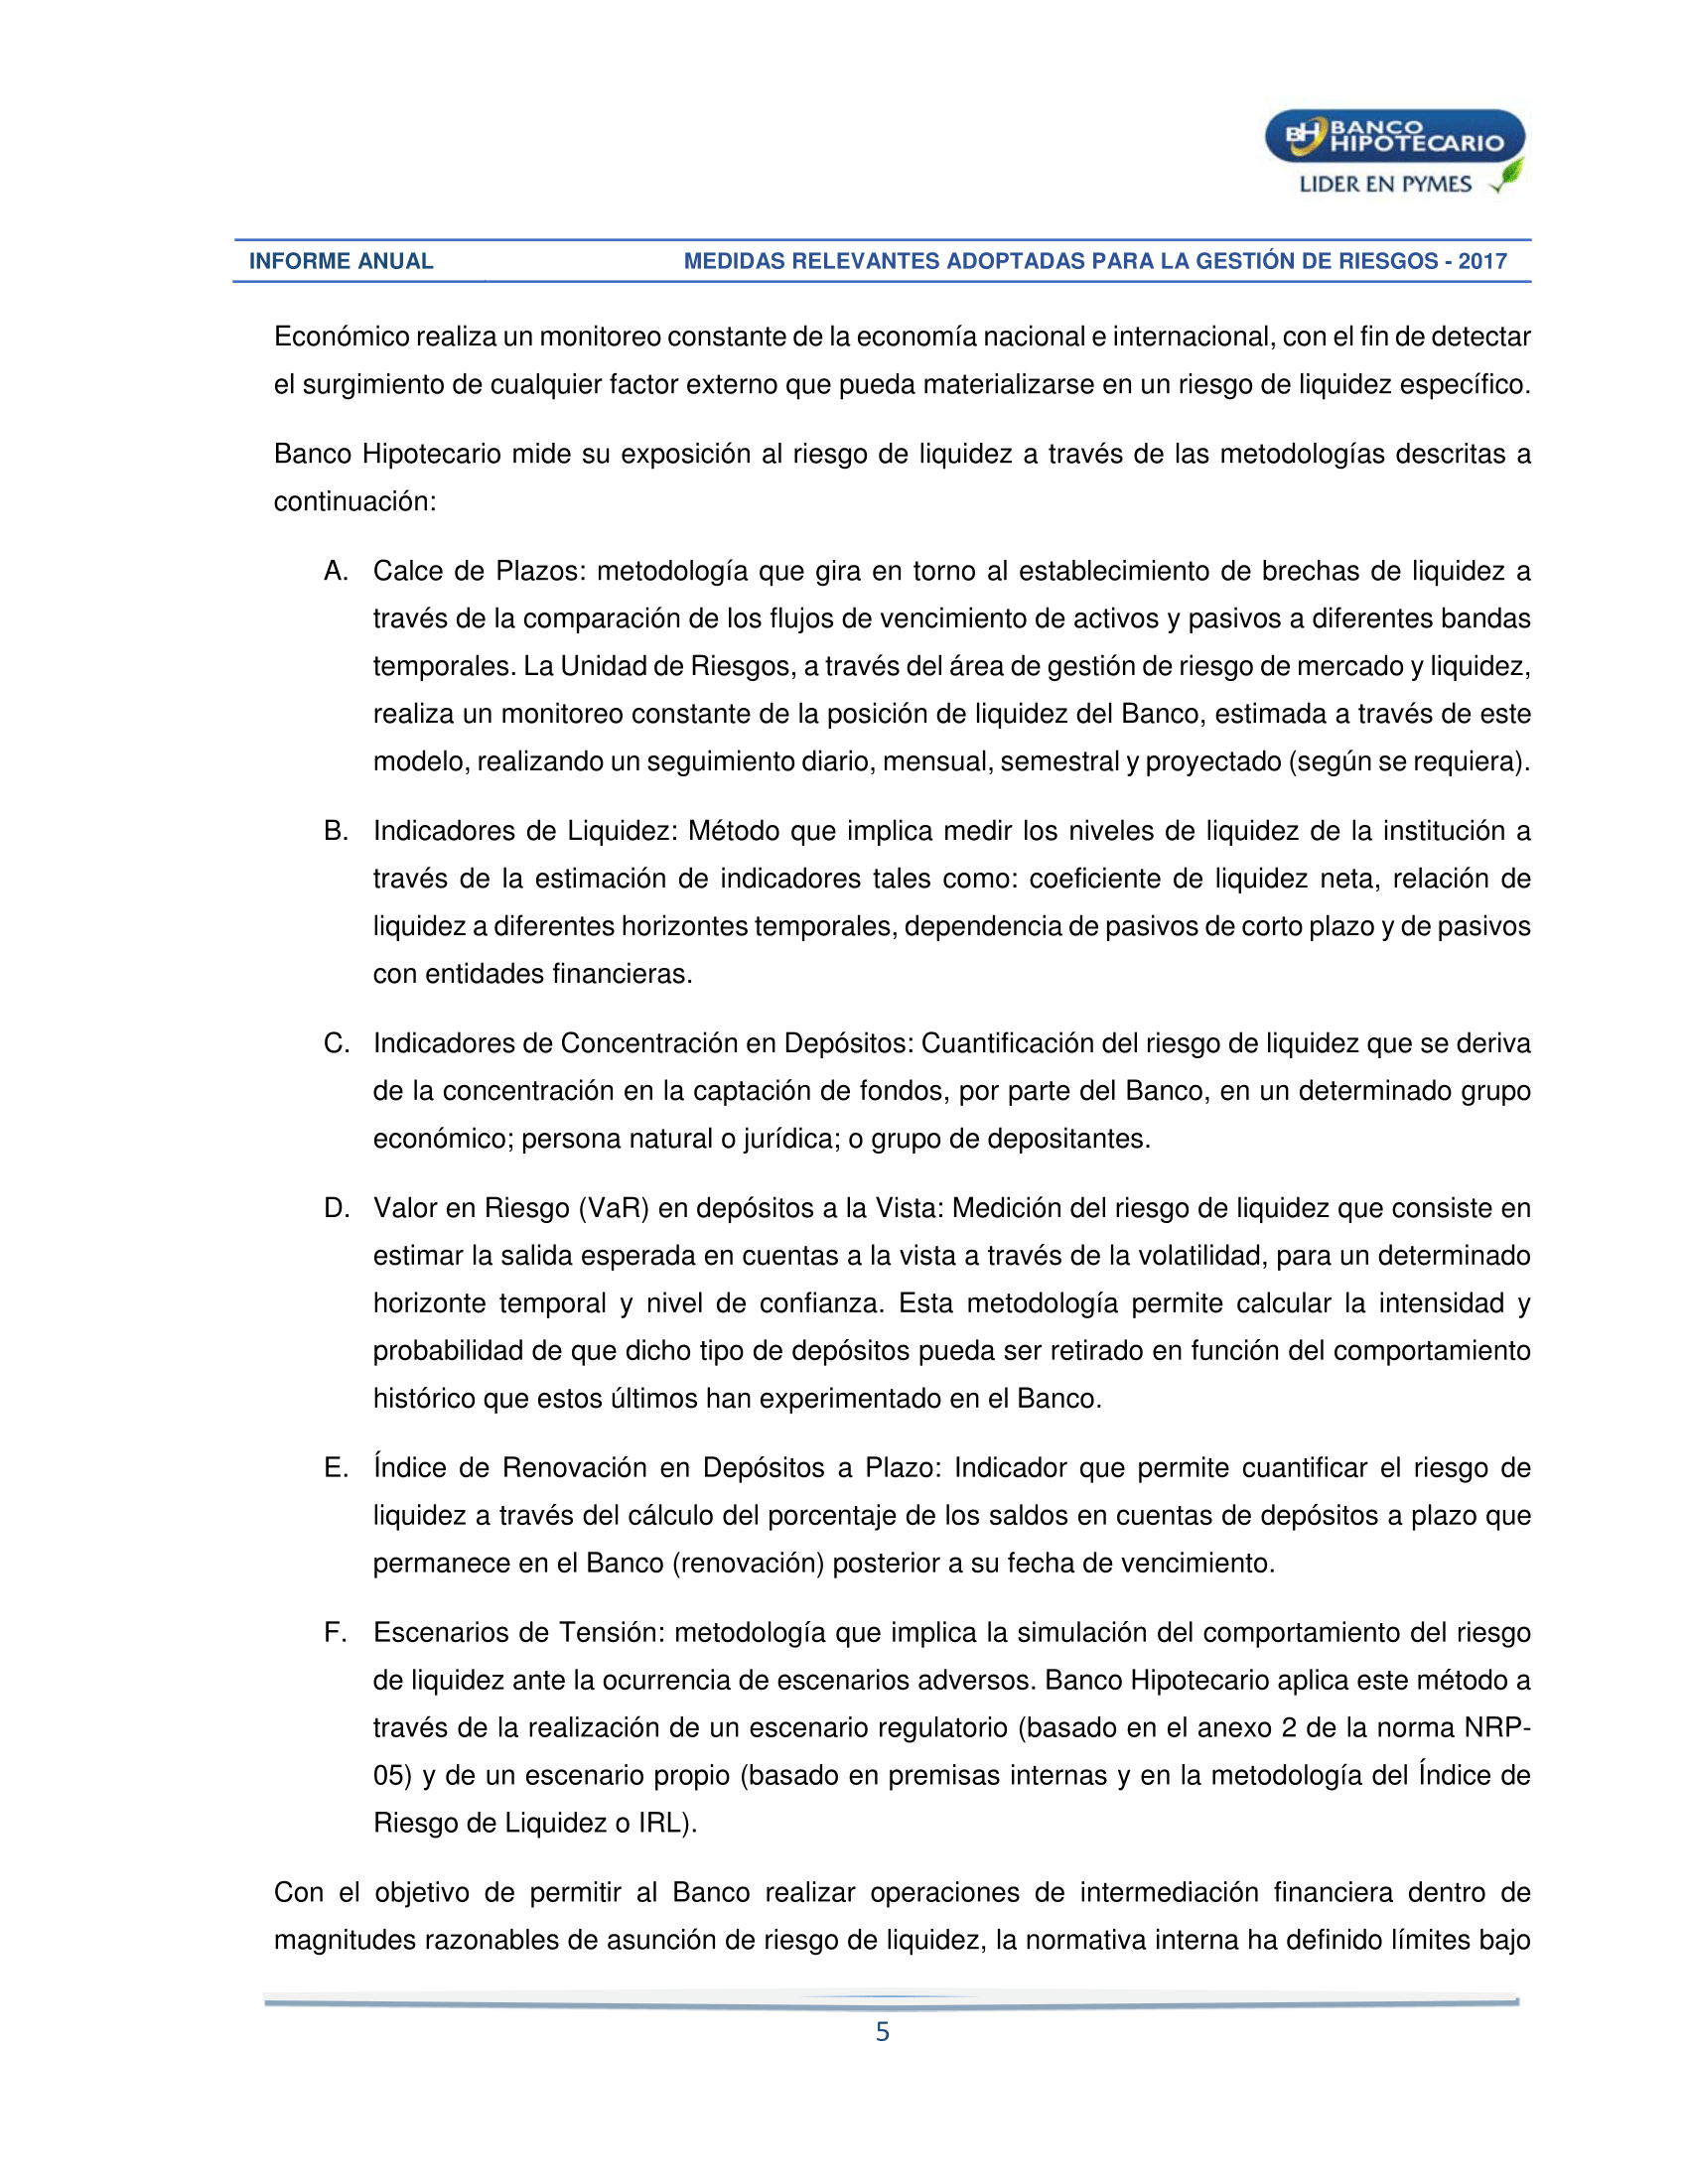 BH BANCO
HIPOTECARIO
LIDER EN PYMES
INFORME ANUAL MEDIDAS RELEVANTES ADOPTADAS PARA LA GESTIÓN DE RIESGOS - 2017
Económico realiza un monitoreo constante de la economía nacional e internacional, con el fin de detectar
el surgimiento de cualquier factor externo que pueda materializarse en un riesgo de liquidez específico.
Banco Hipotecario mide su exposición al riesgo de liquidez a través de las metodologías descritas a
continuación:
A. Calce de Plazos: metodología que gira en torno al establecimiento de brechas de liquidez a
través de la comparación de los flujos de vencimiento de activos y pasivos a diferentes bandas
temporales. La Unidad de Riesgos, a través del área de gestión de riesgo de mercado y liquidez,
realiza un monitoreo constante de la posición de liquidez del Banco, estimada a través de este
modelo, realizando un seguimiento diario, mensual, semestral y proyectado (según se requiera).
B. Indicadores de Liquidez: Método que implica medir los niveles de liquidez de la institución a
través de la estimación de indicadores tales como: coeficiente de liquidez neta, relación de
liquidez a diferentes horizontes temporales, dependencia de pasivos de corto plazo y de pasivos
con entidades financieras.
C. Indicadores de Concentración en Depósitos: Cuantificación del riesgo de liquidez que se deriva
de la concentración en la captación de fondos, por parte del Banco, en un determinado grupo
económico; persona natural o jurídica; o grupo de depositantes.
D. Valor en Riesgo (VaR) en depósitos a la Vista: Medición del riesgo de liquidez que consiste en
estimar la salida esperada en cuentas a la vista a través de la volatilidad, para un determinado
horizonte temporal y nivel de confianza. Esta metodología permite calcular la intensidad y
probabilidad de que dicho tipo de depósitos pueda ser retirado en función del comportamiento
histórico que estos últimos han experimentado en el Banco.
E. Índice de Renovación en Depósitos a Plazo: Indicador que permite cuantificar el riesgo de
liquidez a través del cálculo del porcentaje de los saldos en cuentas de depósitos a plazo que
permanece en el Banco (renovación) posterior a su fecha de vencimiento.
F. Escenarios de Tensión: metodología que implica la simulación del comportamiento del riesgo
de liquidez ante la ocurrencia de escenarios adversos. Banco Hipotecario aplica este método a
través de la realización de un escenario regulatorio (basado en el anexo 2 de la norma NRP-
05) y de un escenario propio (basado en premisas internas y en la metodología del Índice de
Riesgo de Liquidez o IRL).
Con el objetivo de permitir al Banco realizar operaciones de intermediación financiera dentro de
magnitudes razonables de asunción de riesgo de liquidez, la normativa interna ha definido límites bajo
5